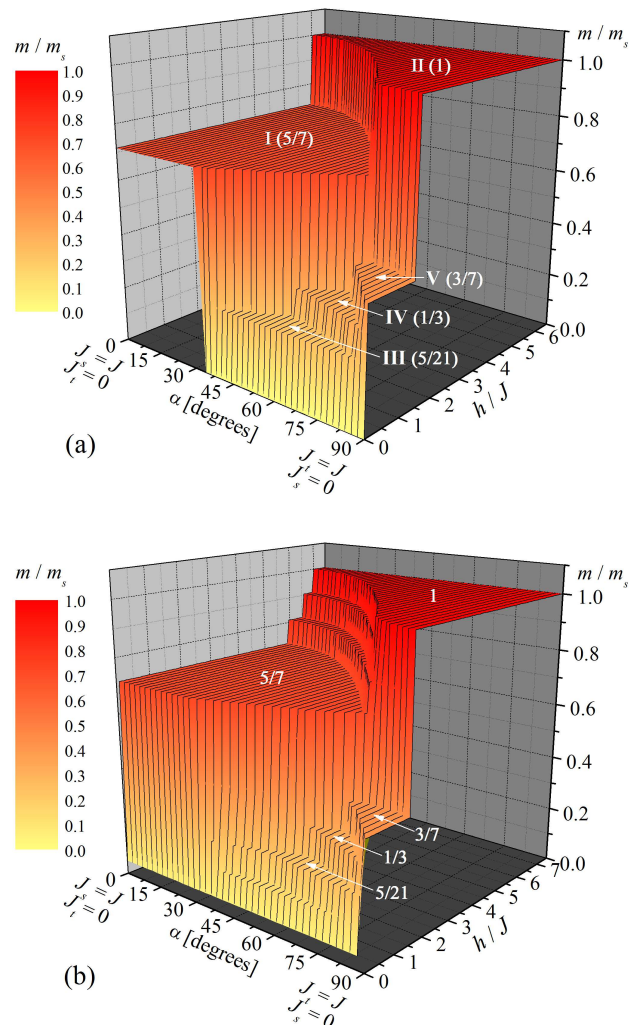 m / m_s
1.0
0.9
0.8
0.7
0.6
0.5
0.4
0.3
0.2
0.1
0.0
I (5/7)
II (1)
V (3/7)
IV (1/3)
III (5/21)
m / m_s
1.0
0.8
0.6
0.4
0.2
0.0
0
15
30
45
60
75
90
J_s = J
J_t = 0
α [degrees]
J_t = J
J_s = 0
0
1
2
3
4
5
6
h / J
(a)
m / m_s
1.0
0.9
0.8
0.7
0.6
0.5
0.4
0.3
0.2
0.1
0.0
5/7
1
3/7
1/3
5/21
m / m_s
1.0
0.8
0.6
0.4
0.2
0.0
0
15
30
45
60
75
90
J_s = J
J_t = 0
α [degrees]
J_t = J
J_s = 0
0
1
2
3
4
5
6
7
h / J
(b)